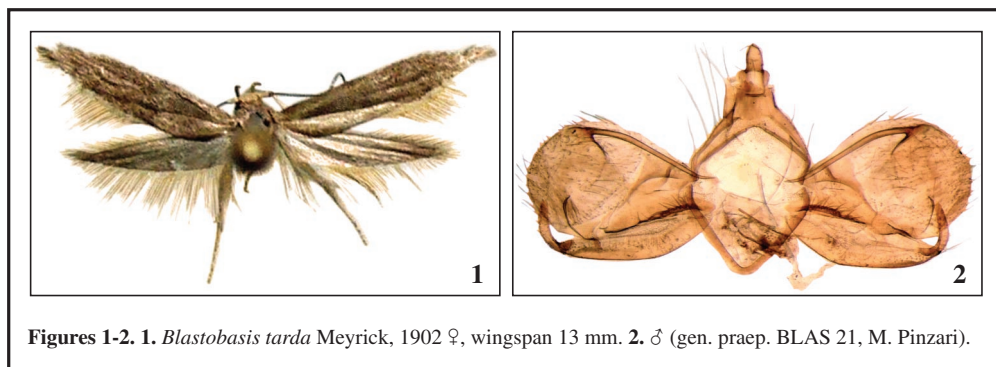 1
2
Figures 1-2. 1. Blastobasis tarda Meyrick, 1902 ♀, wingspan 13 mm. 2. ♂ (gen. praep. BLAS 21, M. Pinzari).